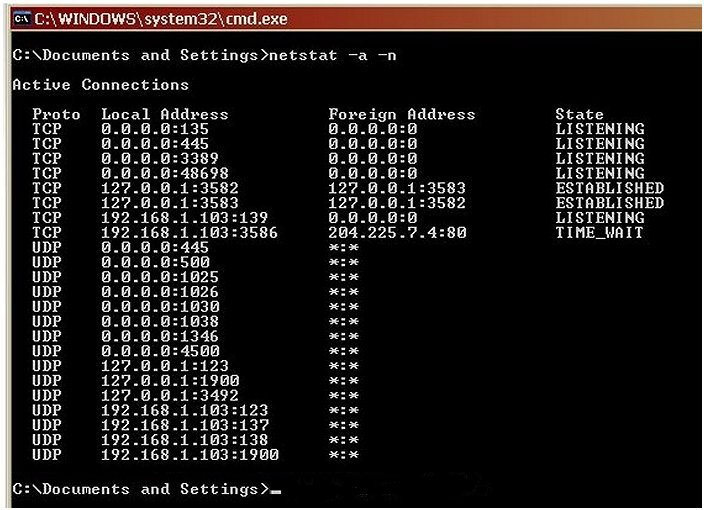 C:\WINDOWS\system32\cmd.exe
C:\Documents and Settings>netstat -a -n
Active Connections
Proto Local Address Foreign Address State
TCP 0.0.0.0:135 0.0.0.0:0 LISTENING
TCP 0.0.0.0:445 0.0.0.0:0 LISTENING
TCP 0.0.0.0:3389 0.0.0.0:0 LISTENING
TCP 0.0.0.0:48698 0.0.0.0:0 LISTENING
TCP 127.0.0.1:3582 127.0.0.1:3583 ESTABLISHED
TCP 127.0.0.1:3583 127.0.0.1:3582 ESTABLISHED
TCP 192.168.1.103:139 0.0.0.0:0 LISTENING
TCP 192.168.1.103:3586 204.225.7.4:80 TIME_WAIT
UDP 0.0.0.0:445 *:*
UDP 0.0.0.0:500 *:*
UDP 0.0.0.0:1025 *:*
UDP 0.0.0.0:1026 *:*
UDP 0.0.0.0:1030 *:*
UDP 0.0.0.0:1038 *:*
UDP 0.0.0.0:1346 *:*
UDP 0.0.0.0:4500 *:*
UDP 127.0.0.1:123 *:*
UDP 127.0.0.1:1900 *:*
UDP 127.0.0.1:3492 *:*
UDP 192.168.1.103:123 *:*
UDP 192.168.1.103:137 *:*
UDP 192.168.1.103:138 *:*
UDP 192.168.1.103:1900 *:*
C:\Documents and Settings>_